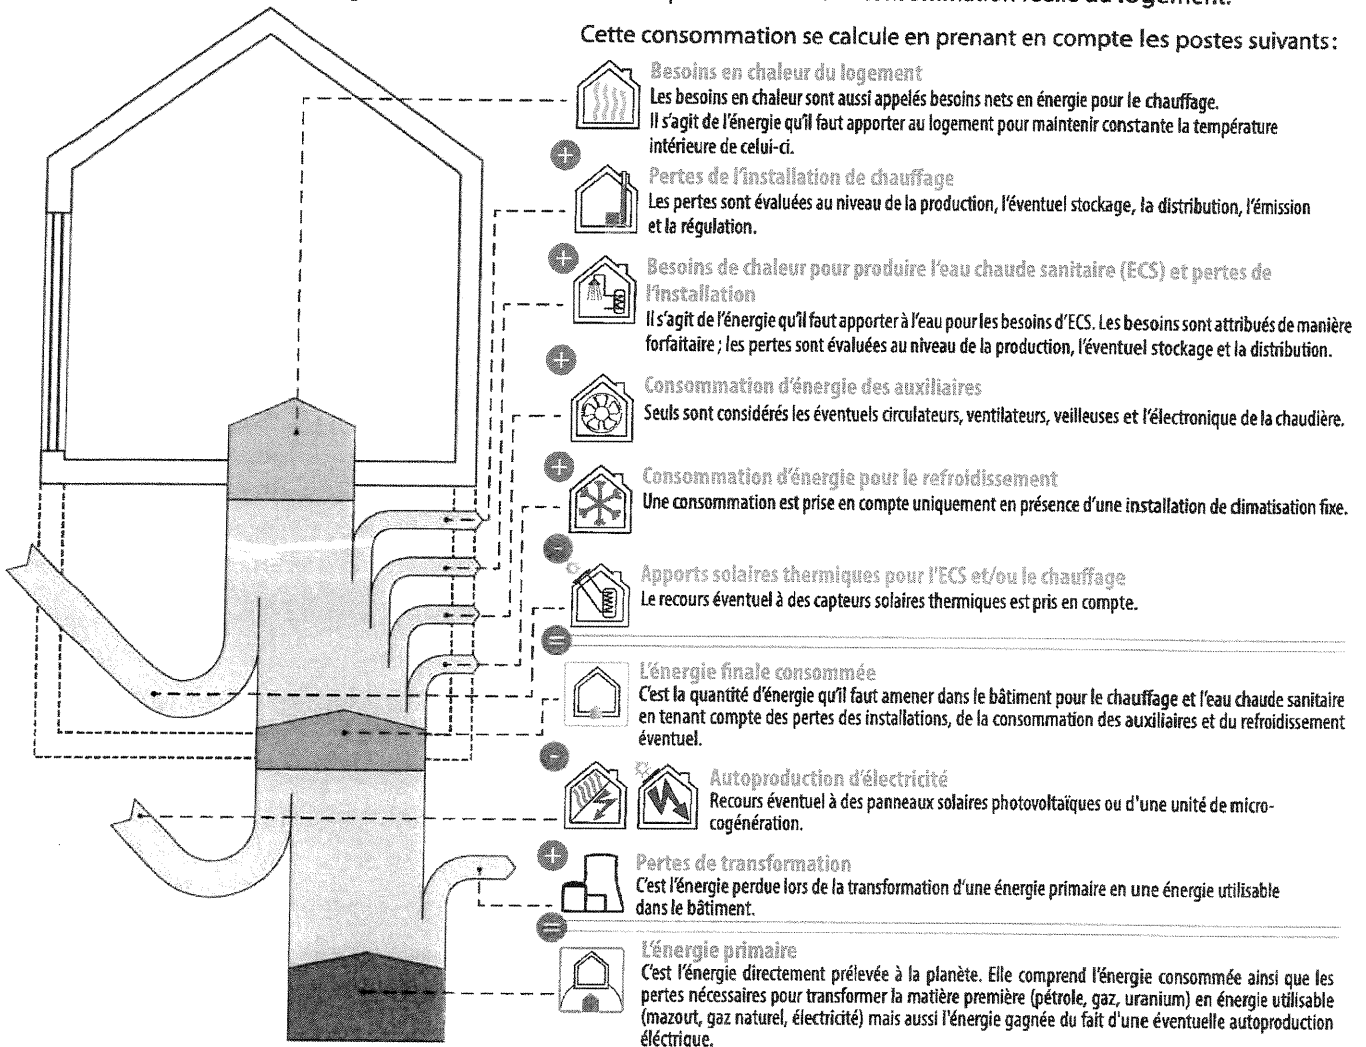 logement.
Cette consommation se calcule en prenant en compte les postes suivants:
Besoins en chaleur du logement
Les besoins en chaleur sont aussi appelés besoins nets en énergie pour le chauffage.
Il s'agit de l'énergie qu'il faut apporter au logement pour maintenir constante la température
intérieure de celui-ci.
+
Pertes de l'installation de chauffage
Les pertes sont évaluées au niveau de la production, l'éventuel stockage, la distribution, l'émission
et la régulation.
+
Besoins de chaleur pour produire l'eau chaude sanitaire (ECS) et pertes de
l'installation
Il s'agit de l'énergie qu'il faut apporter à l'eau pour les besoins d'ECS. Les besoins sont attribués de manière
forfaitaire ; les pertes sont évaluées au niveau de la production, l'éventuel stockage et la distribution.
+
Consommation d'énergie des auxiliaires
Seuls sont considérés les éventuels circulateurs, ventilateurs, veilleuses et l'électronique de la chaudière.
+
Consommation d'énergie pour le refroidissement
Une consommation est prise en compte uniquement en présence d'une installation de climatisation fixe.
-
Apports solaires thermiques pour l'ECS et/ou le chauffage
Le recours éventuel à des capteurs solaires thermiques est pris en compte.
=
L'énergie finale consommée
C'est la quantité d'énergie qu'il faut amener dans le bâtiment pour le chauffage et l'eau chaude sanitaire
en tenant compte des pertes des installations, de la consommation des auxiliaires et du refroidissement
éventuel.
-
Autoproduction d'électricité
Recours éventuel à des panneaux solaires photovoltaïques ou d'une unité de micro-
cogénération.
+
Pertes de transformation
C'est l'énergie perdue lors de la transformation d'une énergie primaire en une énergie utilisable
dans le bâtiment.
=
L'énergie primaire
C'est l'énergie directement prélevée à la planète. Elle comprend l'énergie consommée ainsi que les
pertes nécessaires pour transformer la matière première (pétrole, gaz, uranium) en énergie utilisable
(mazout, gaz naturel, électricité) mais aussi l'énergie gagnée du fait d'une éventuelle autoproduction
éléctrique.